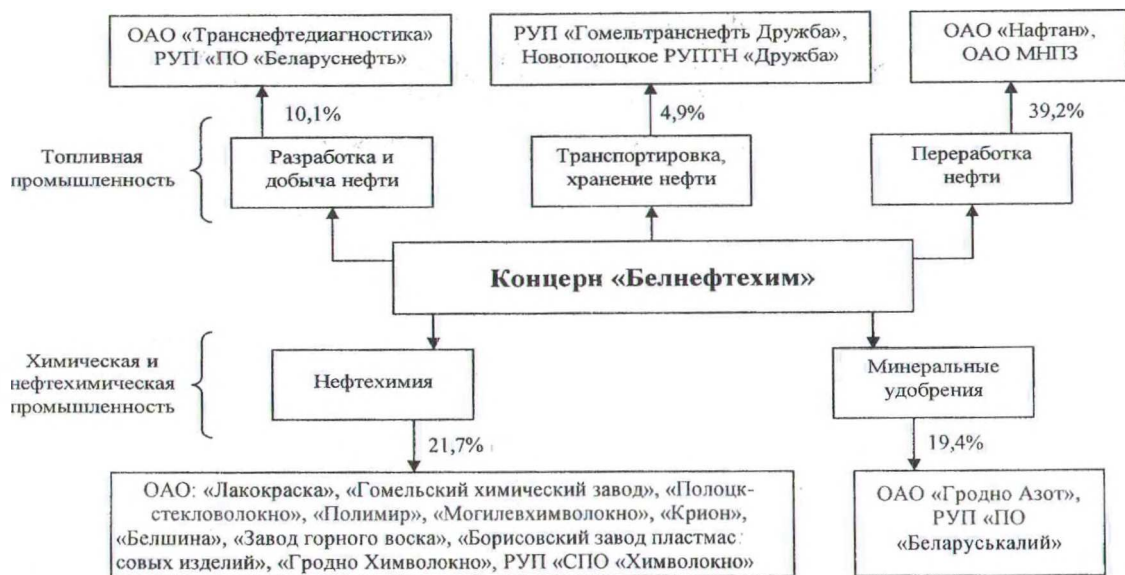 ОАО «Транснефтедиагностика»
РУП «ПО «Беларуснефть»
РУП «Гомельтранснефть Дружба»,
Новополоцкое РУПТН «Дружба»
ОАО «Нафтан»,
ОАО МНПЗ
10,1%
4,9%
39,2%
Топливная
промышленность
Разработка и
добыча нефти
Транспортировка,
хранение нефти
Переработка
нефти
Концерн «Белнефтехим»
Химическая и
нефтехимическая
промышленность
Нефтехимия
Минеральные
удобрения
21,7%
19,4%
ОАО: «Лакокраска», «Гомельский химический завод», «Полоцк-
стекловолокно», «Полимир», «Могилевхимволокно», «Крион»,
«Белшина», «Завод горного воска», «Борисовский завод пластмас
совых изделий», «Гродно Химволокно», РУП «СПО «Химволокно»
ОАО «Гродно Азот»,
РУП «ПО
«Беларуськалий»